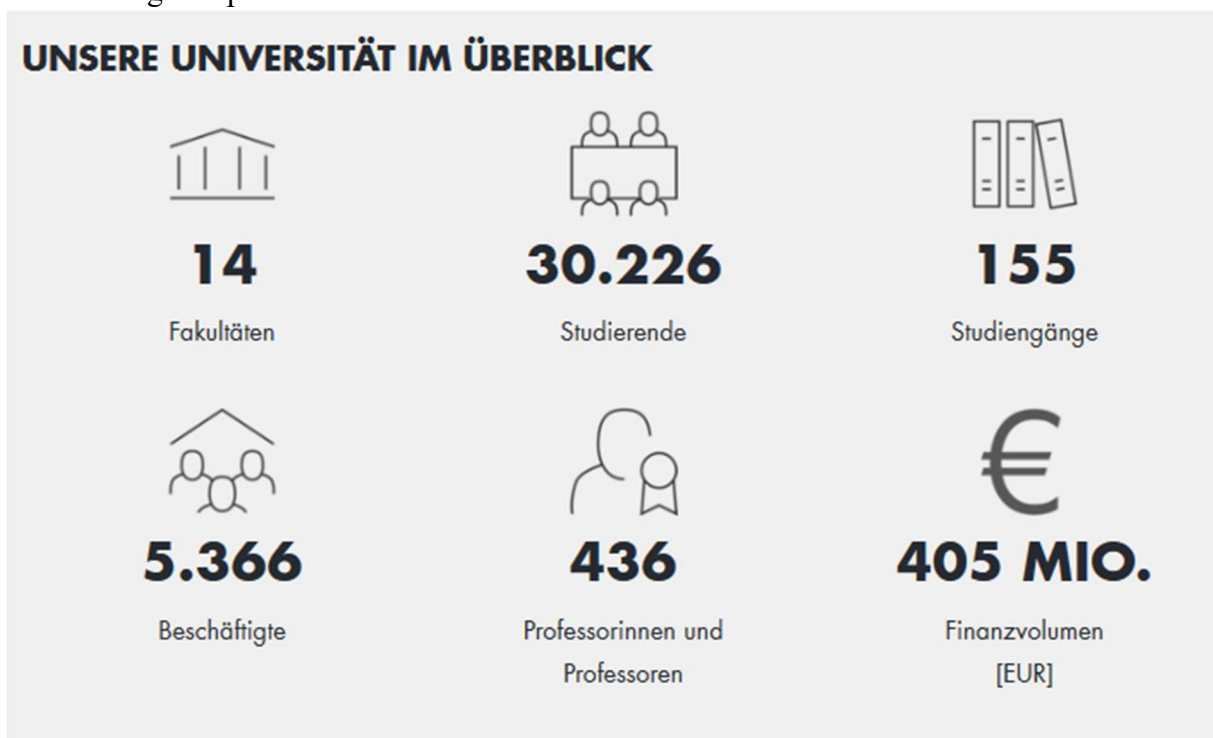 UNSERE UNIVERSITÄT IM ÜBERBLICK
14
Fakultäten
30.226
Studierende
155
Studiengänge
5.366
Beschäftigte
436
Professorinnen und
Professoren
€
405 MIO.
Finanzvolumen
[EUR]